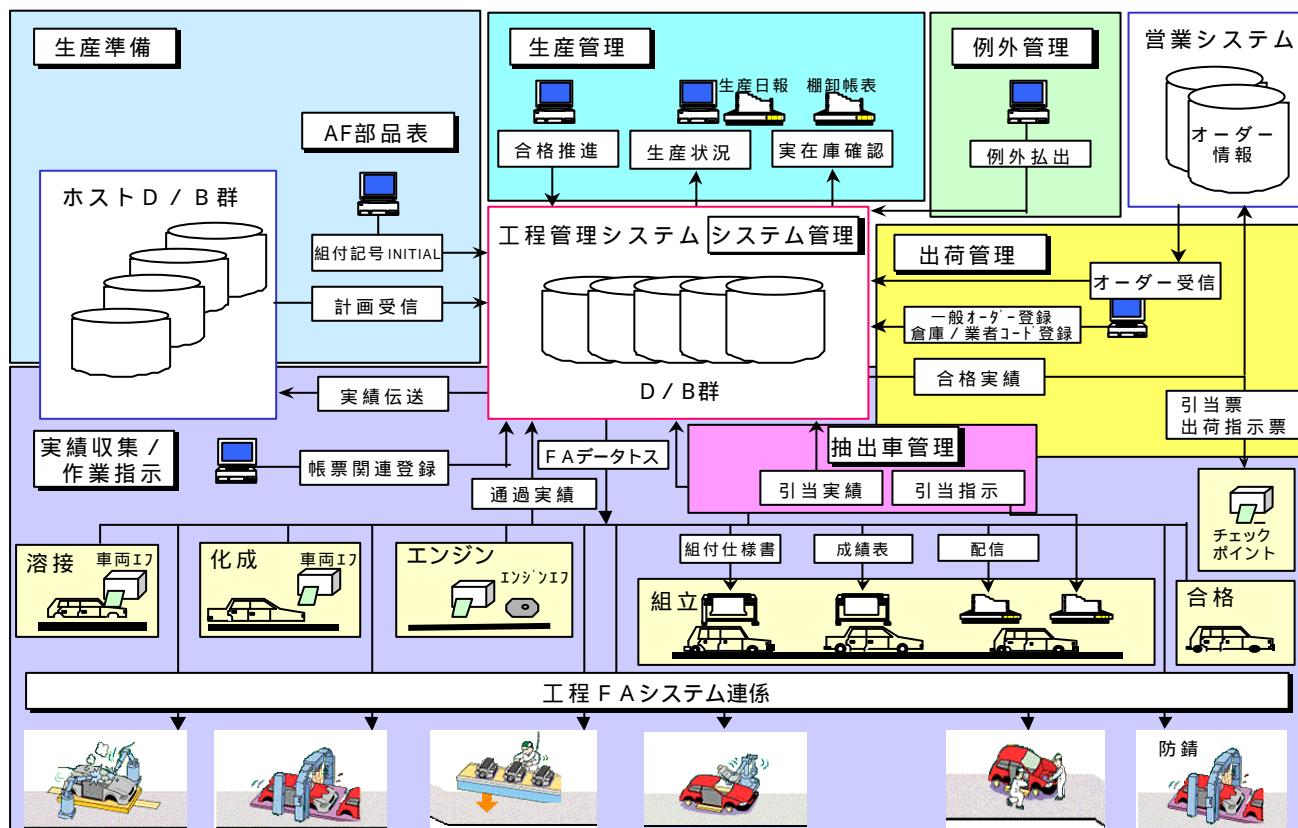 生産準備
AF部品表
ホストD/B群
組付記号INITIAL
計画受信
生産管理
生産日報
棚卸帳表
合格推進
生産状況
実在庫確認
例外管理
例外払出
営業システム
オーダー
情報
工程管理システム
システム管理
D/B群
出荷管理
オーダー受信
一般オーダー登録
倉庫/業者コード登録
合格実績
引当票
出荷指示票
チェック
ポイント
実績伝送
実績収集/
作業指示
帳票関連登録
通過実績
FAデータトス
抽出車管理
引当実績
引当指示
溶接
車両エフ
化成
車両エフ
エンジン
エンジンエフ
組付仕様書
成績表
配信
組立
合格
工程FAシステム連係
防錆